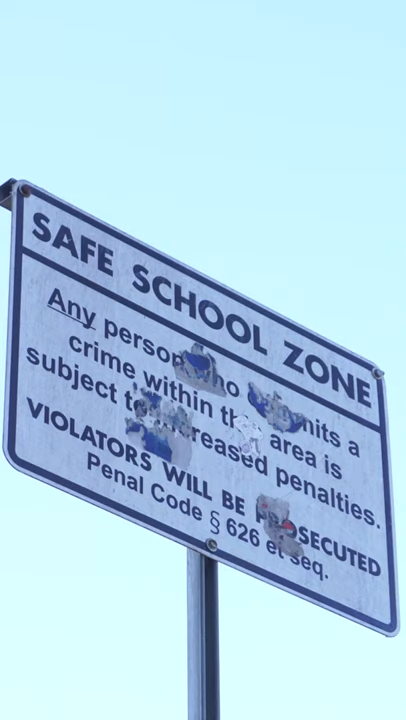 SAFE SCHOOL ZONE
Any person who commits a
crime within this area is
subject to increased penalties.
VIOLATORS WILL BE PROSECUTED
Penal Code § 626 et seq.